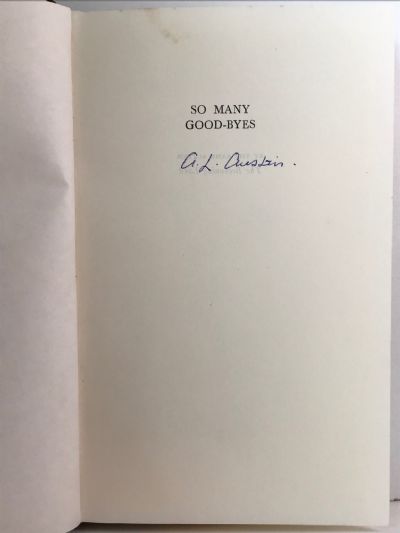 SO MANY
GOOD-BYES
A. L. Austin.